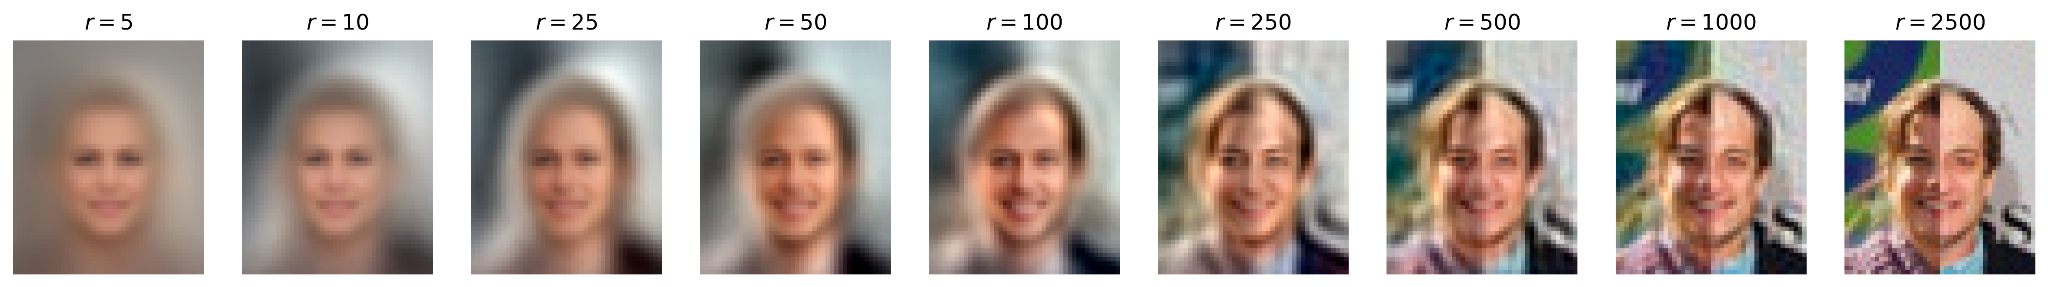 r = 5
r = 10
r = 25
r = 50
r = 100
r = 250
r = 500
r = 1000
r = 2500
S